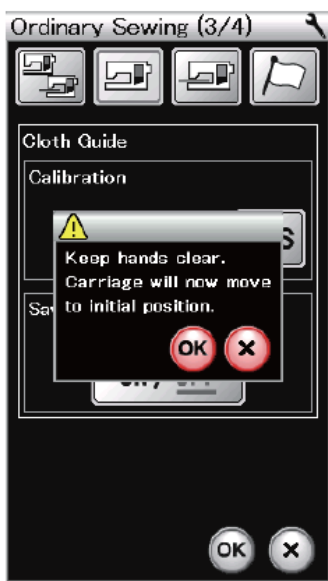 Ordinary Sewing (3/4)
Cloth Guide
Calibration
Keep hands clear.
Carriage will now move
to initial position.
OK
OK